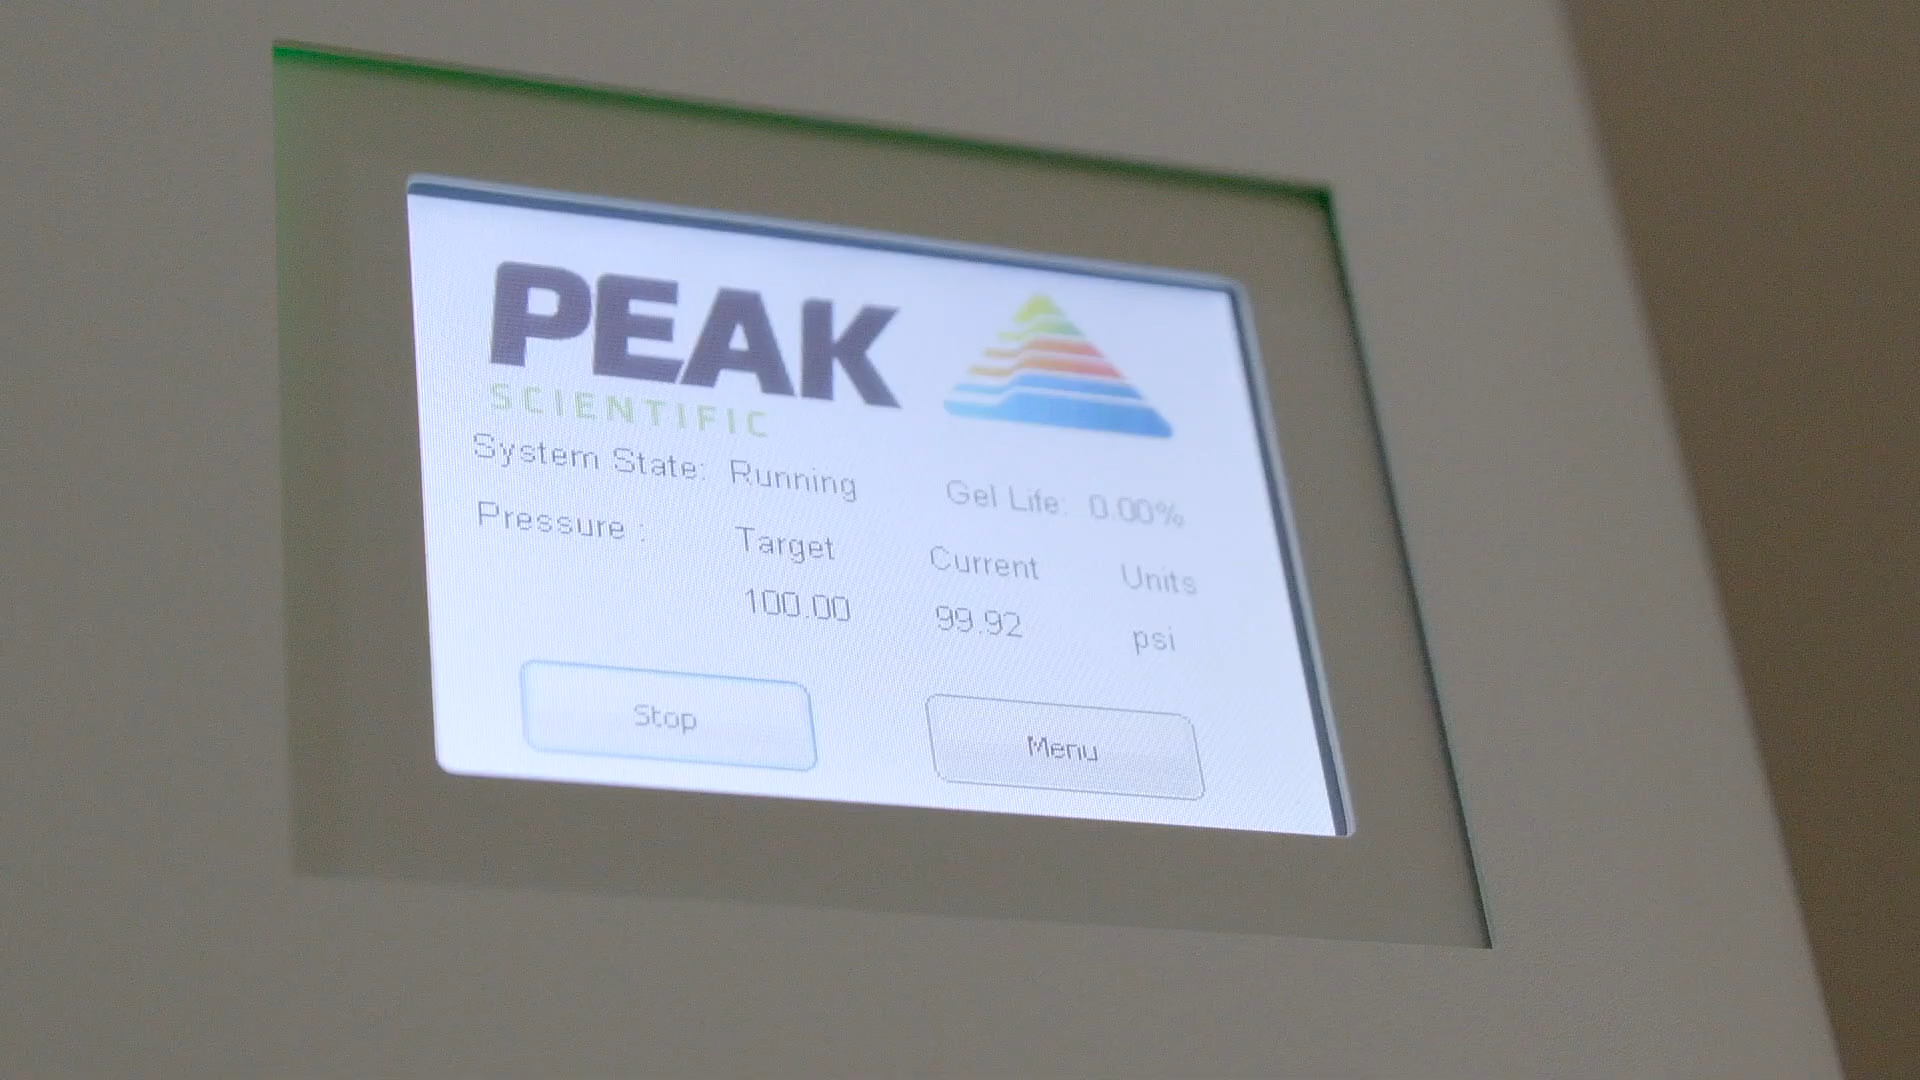 PEAK
SCIENTIFIC
System State: Running Gel Life: 0.00%
Pressure : Target Current Units
100.00 99.92 psi
Stop Menu